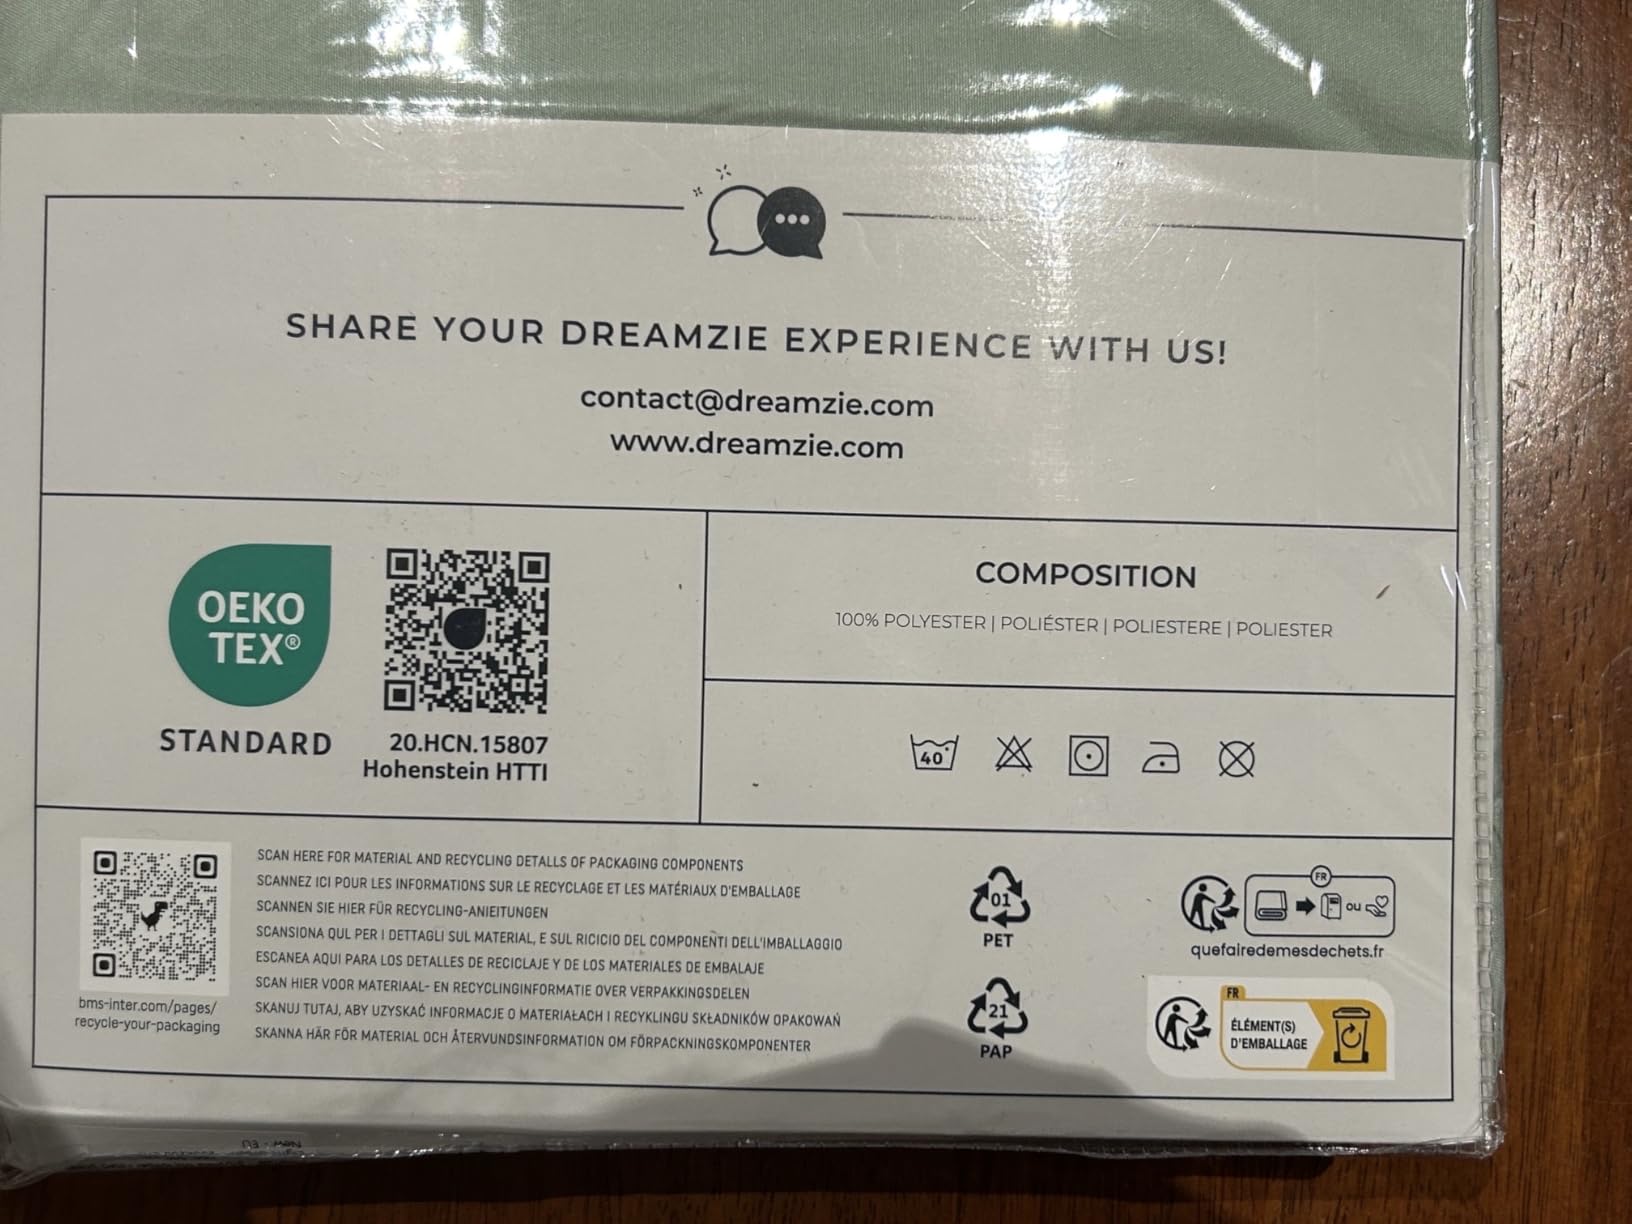 SHARE YOUR DREAMZIE EXPERIENCE WITH US!
contact@dreamzie.com
www.dreamzie.com
OEKO
TEX®
STANDARD
20.HCN.15807
Hohenstein HTTI
COMPOSITION
100% POLYESTER | POLIÉSTER | POLIESTERE | POLIESTER
40°
bms-inter.com/pages/
recycle-your-packaging
SCAN HERE FOR MATERIAL AND RECYCLING DETALLS OF PACKAGING COMPONENTS
SCANNEZ ICI POUR LES INFORMATIONS SUR LE RECYCLAGE ET LES MATÉRIAUX D'EMBALLAGE
SCANNEN SIE HIER FÜR RECYCLING-ANIEITUNGEN
SCANSIONA QUL PER I DETTAGLI SUL MATERIAL, E SUL RICICIO DEL COMPONENTI DELL'IMBALLAGGIO
ESCANEA AQUI PARA LOS DETALLES DE RECICLAJE Y DE LOS MATERIALES DE EMBALAJE
SCAN HIER VOOR MATERIAAL- EN RECYCLINGINFORMATIE OVER VERPAKKINGSDELEN
SKANUJ TUTAJ, ABY UZYSKAĆ INFORMACJE O MATERIAŁACH I RECYKLINGU SKŁADNIKÓW OPAKOWAŃ
SKANNA HÄR FÖR MATERIAL OCH ÅTERVUNDSINFORMATION OM FÖRPACKNINGSKOMPONENTER
01
PET
21
PAP
FR
OU
quefairedemesdechets.fr
FR
ÉLÉMENT(S)
D'EMBALLAGE
New - EU